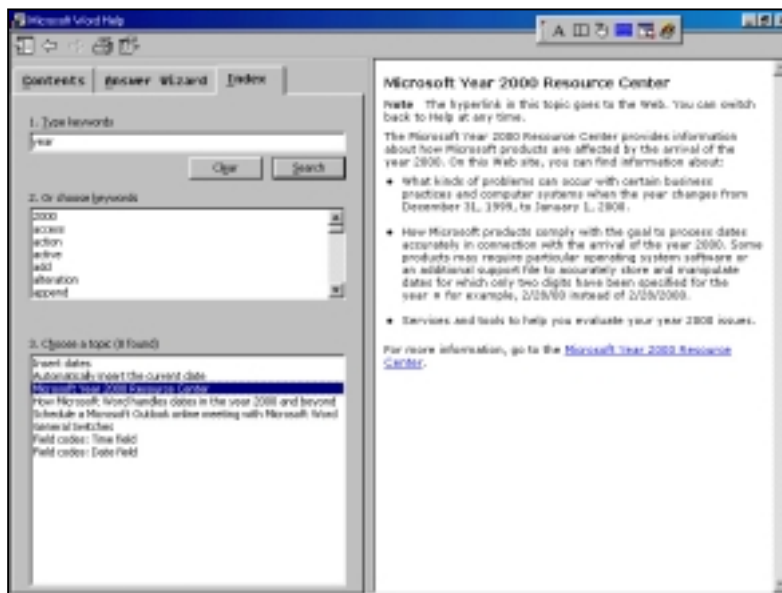 Microsoft Word Help
A
Contents
Answer Wizard
Index
1. Type keywords
year
Clear
Search
2. Or choose keywords
2000
access
action
active
add
alteration
append
3. Choose a topic (8 found)
Insert dates
Automatically insert the current date
Microsoft Year 2000 Resource Center
How Microsoft Word handles dates in the year 2000 and beyond
Schedule a Microsoft Outlook online meeting with Microsoft Word
General Switches
Field codes: Time field
Field codes: Date field
Microsoft Year 2000 Resource Center
Note The hyperlink in this topic goes to the Web. You can switch
back to Help at any time.
The Microsoft Year 2000 Resource Center provides information
about how Microsoft products are affected by the arrival of the
year 2000. On this Web site, you can find information about:
• What kinds of problems can occur with certain business
practices and computer systems when the year changes from
December 31, 1999, to January 1, 2000.
• How Microsoft products comply with the goal to process dates
accurately in connection with the arrival of the year 2000. Some
products may require particular operating system software or
an additional support file to accurately store and manipulate
dates for which only two digits have been specified for the
year = for example, 2/29/00 instead of 2/29/2000.
• Services and tools to help you evaluate your year 2000 issues.
For more information, go to the Microsoft Year 2000 Resource
Center.